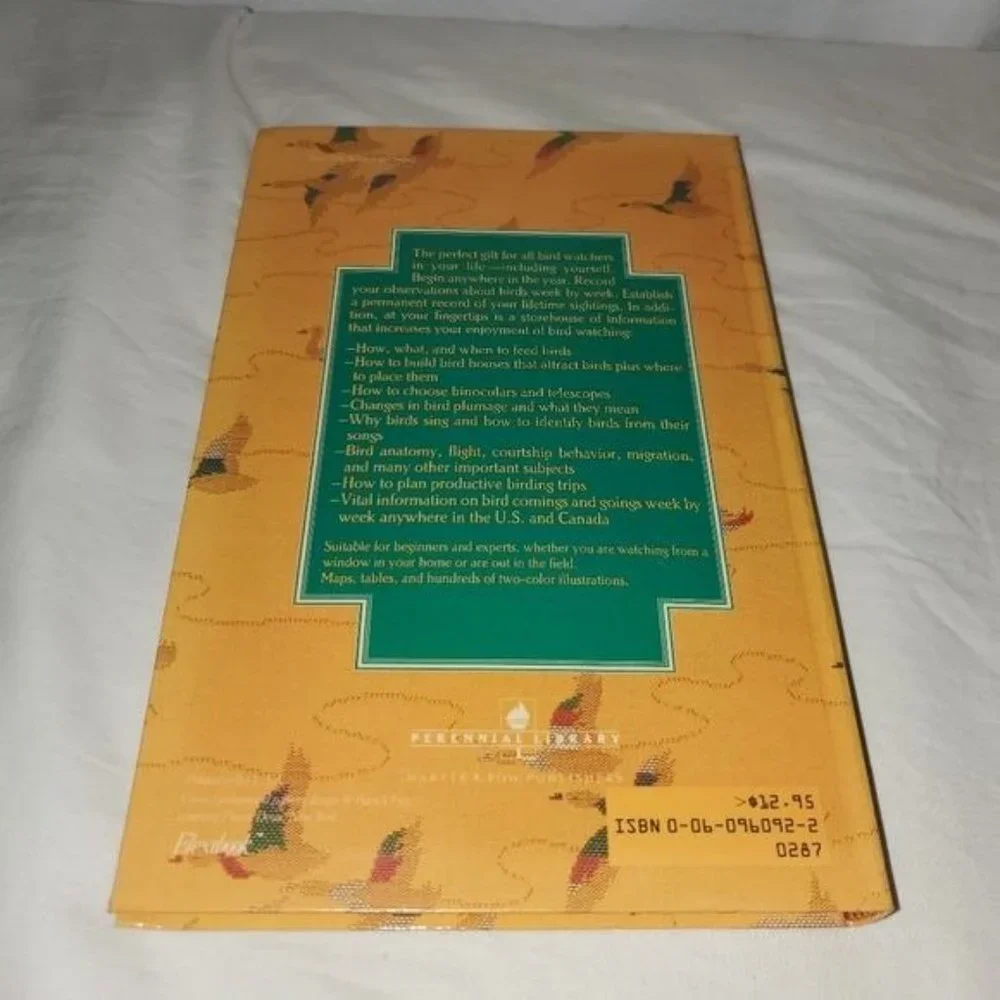 The perfect gift for all bird watchers
in your life—including yourself.
Begin anywhere in the year. Record
your observations about birds week by week. Establish
a permanent record of your lifetime sightings. In addi-
tion, at your fingertips is a storehouse of information
that increases your enjoyment of bird watching:
—How, what, and when to feed birds
—How to build bird houses that attract birds plus where
to place them
—How to choose binoculars and telescopes
—Changes in bird plumage and what they mean
—Why birds sing and how to identify birds from their
songs
—Bird anatomy, flight, courtship behavior, migration,
and many other important subjects
—How to plan productive birding trips
—Vital information on bird comings and goings week by
week anywhere in the U.S. and Canada
Suitable for beginners and experts, whether you are watching from a
window in your home or are out in the field.
Maps, tables, and hundreds of two-color illustrations.
PERENNIAL LIBRARY
HARPER & ROW PUBLISHERS
>$12.95
ISBN 0-06-096092-2
0287